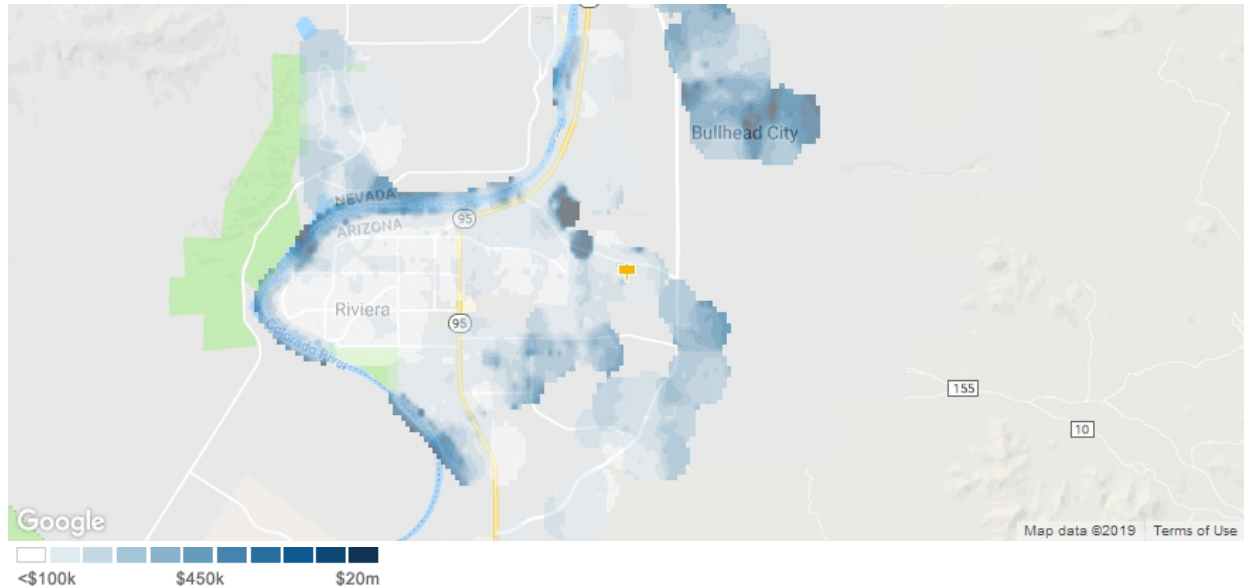 Bullhead City
NEVADA
95
ARIZONA
Riviera
95
Colorado River
155
10
Google
Map data ©2019 Terms of Use
<$100k $450k $20m